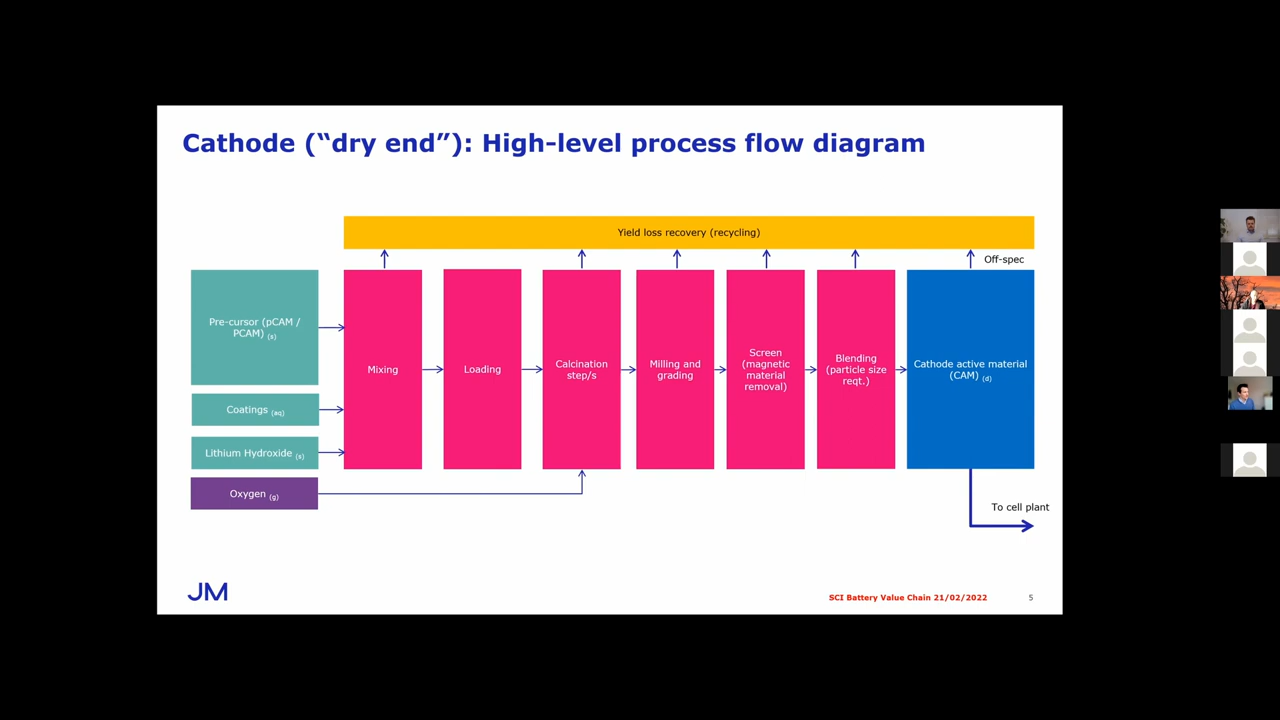 Cathode (“dry end”): High-level process flow diagram
Yield loss recovery (recycling)
Off-spec
Pre-cursor (pCAM /
PCAM) (s)
Coatings (aq)
Lithium Hydroxide (s)
Oxygen (g)
Mixing
Loading
Calcination
step/s
Milling and
grading
Screen
(magnetic
material
removal)
Blending
(particle size
reqt.)
Cathode active material
(CAM) (d)
To cell plant
JM
SCI Battery Value Chain 21/02/2022
5